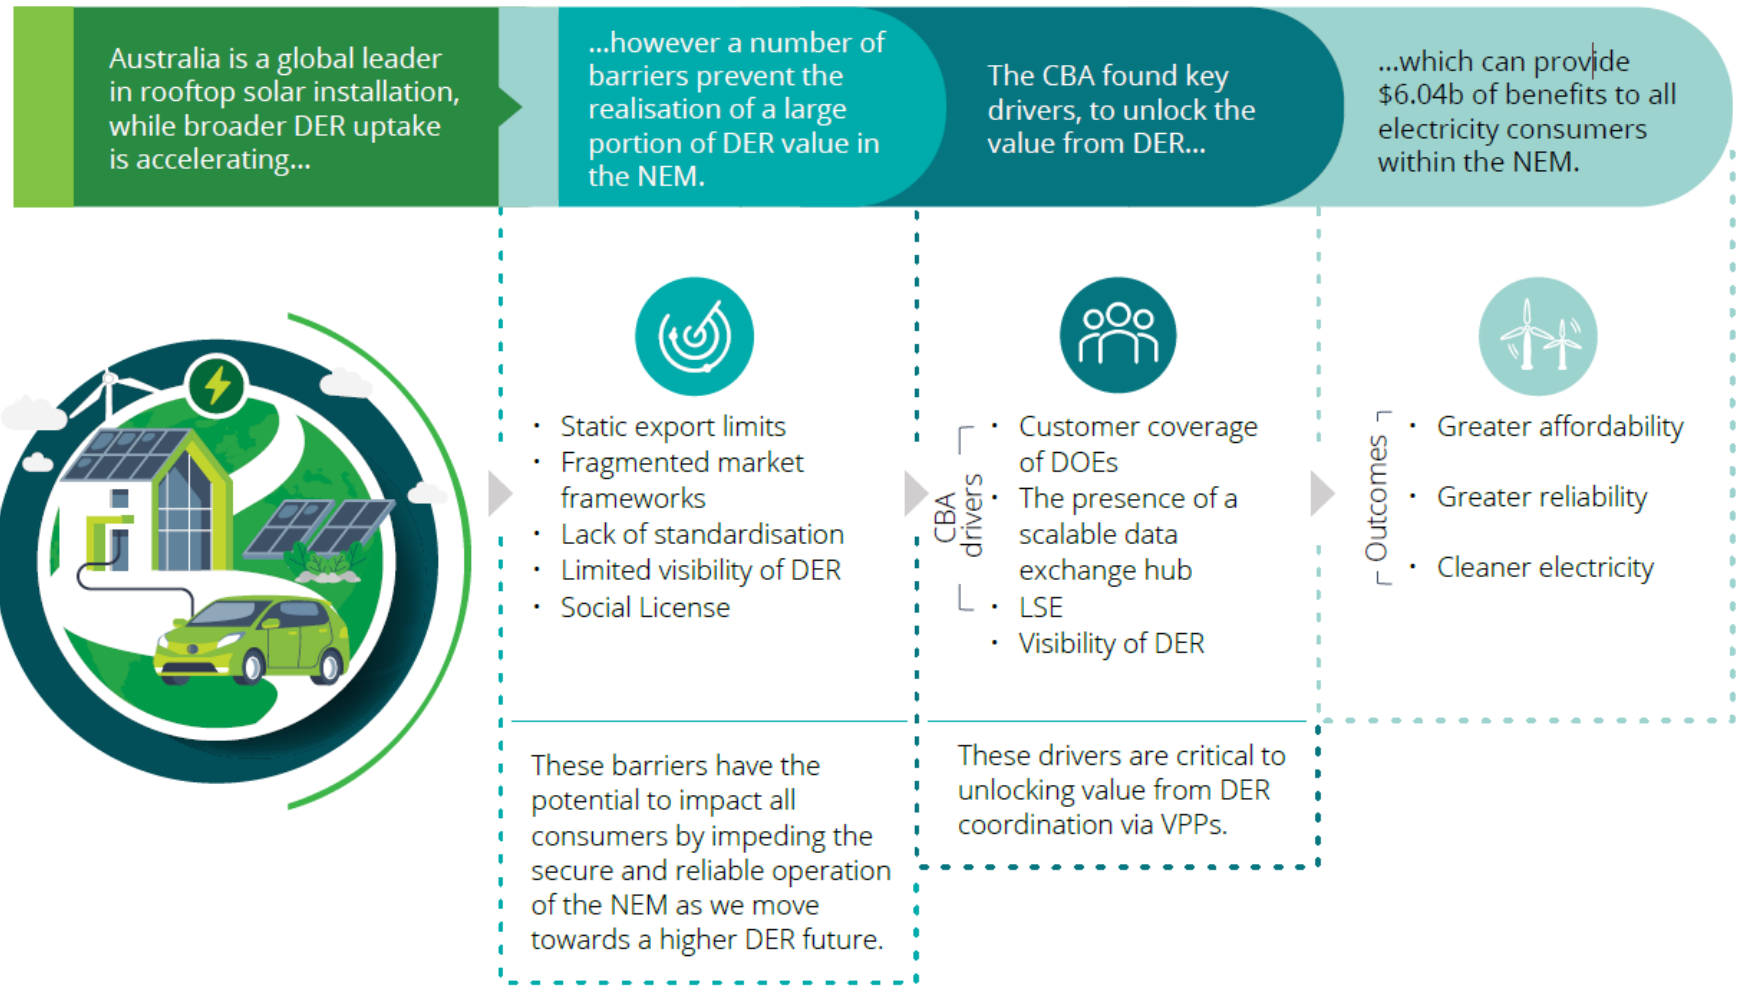 Australia is a global leader
in rooftop solar installation,
while broader DER uptake
is accelerating...
...however a number of
barriers prevent the
realisation of a large
portion of DER value in
the NEM.
The CBA found key
drivers, to unlock the
value from DER...
...which can provide
$6.04b of benefits to all
electricity consumers
within the NEM.
• Static export limits
• Fragmented market
frameworks
• Lack of standardisation
• Limited visibility of DER
• Social License
These barriers have the
potential to impact all
consumers by impeding the
secure and reliable operation
of the NEM as we move
towards a higher DER future.
CBA
drivers
• Customer coverage
of DOEs
• The presence of a
scalable data
exchange hub
• LSE
• Visibility of DER
These drivers are critical to
unlocking value from DER
coordination via VPPs.
Outcomes
• Greater affordability
• Greater reliability
• Cleaner electricity